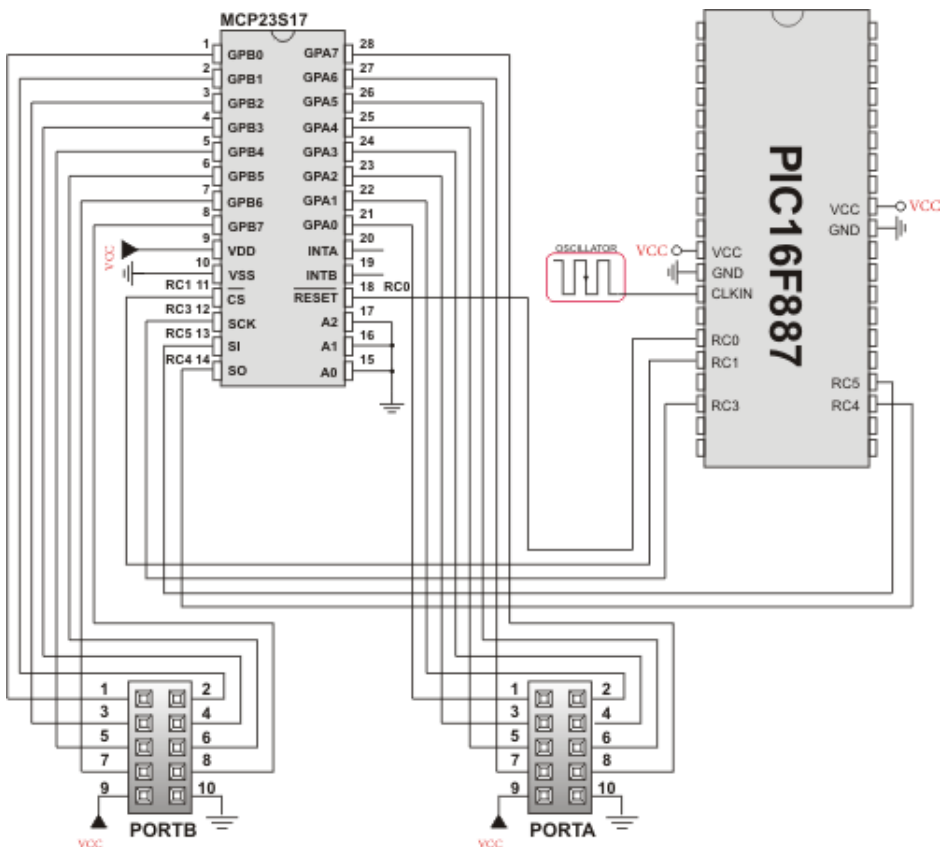 MCP23S17
1 GPB0 GPA7 28
2 GPB1 GPA6 27
3 GPB2 GPA5 26
4 GPB3 GPA4 25
5 GPB4 GPA3 24
6 GPB5 GPA2 23
7 GPB6 GPA1 22
8 GPB7 GPA0 21
VCC 9 VDD INTA 20
10 VSS INTB 19
RC1 11 CS RESET 18 RC0
RC3 12 SCK A2 17
RC5 13 SI A1 16
RC4 14 SO A0 15
PIC16F887
VCC VCC
GND
OSCILLATOR
VCC VCC
GND
CLKIN
RC0
RC1
RC3
RC5
RC4
1 2
3 4
5 6
7 8
9 10
VCC
PORTB
1 2
3 4
5 6
7 8
9 10
VCC
PORTA